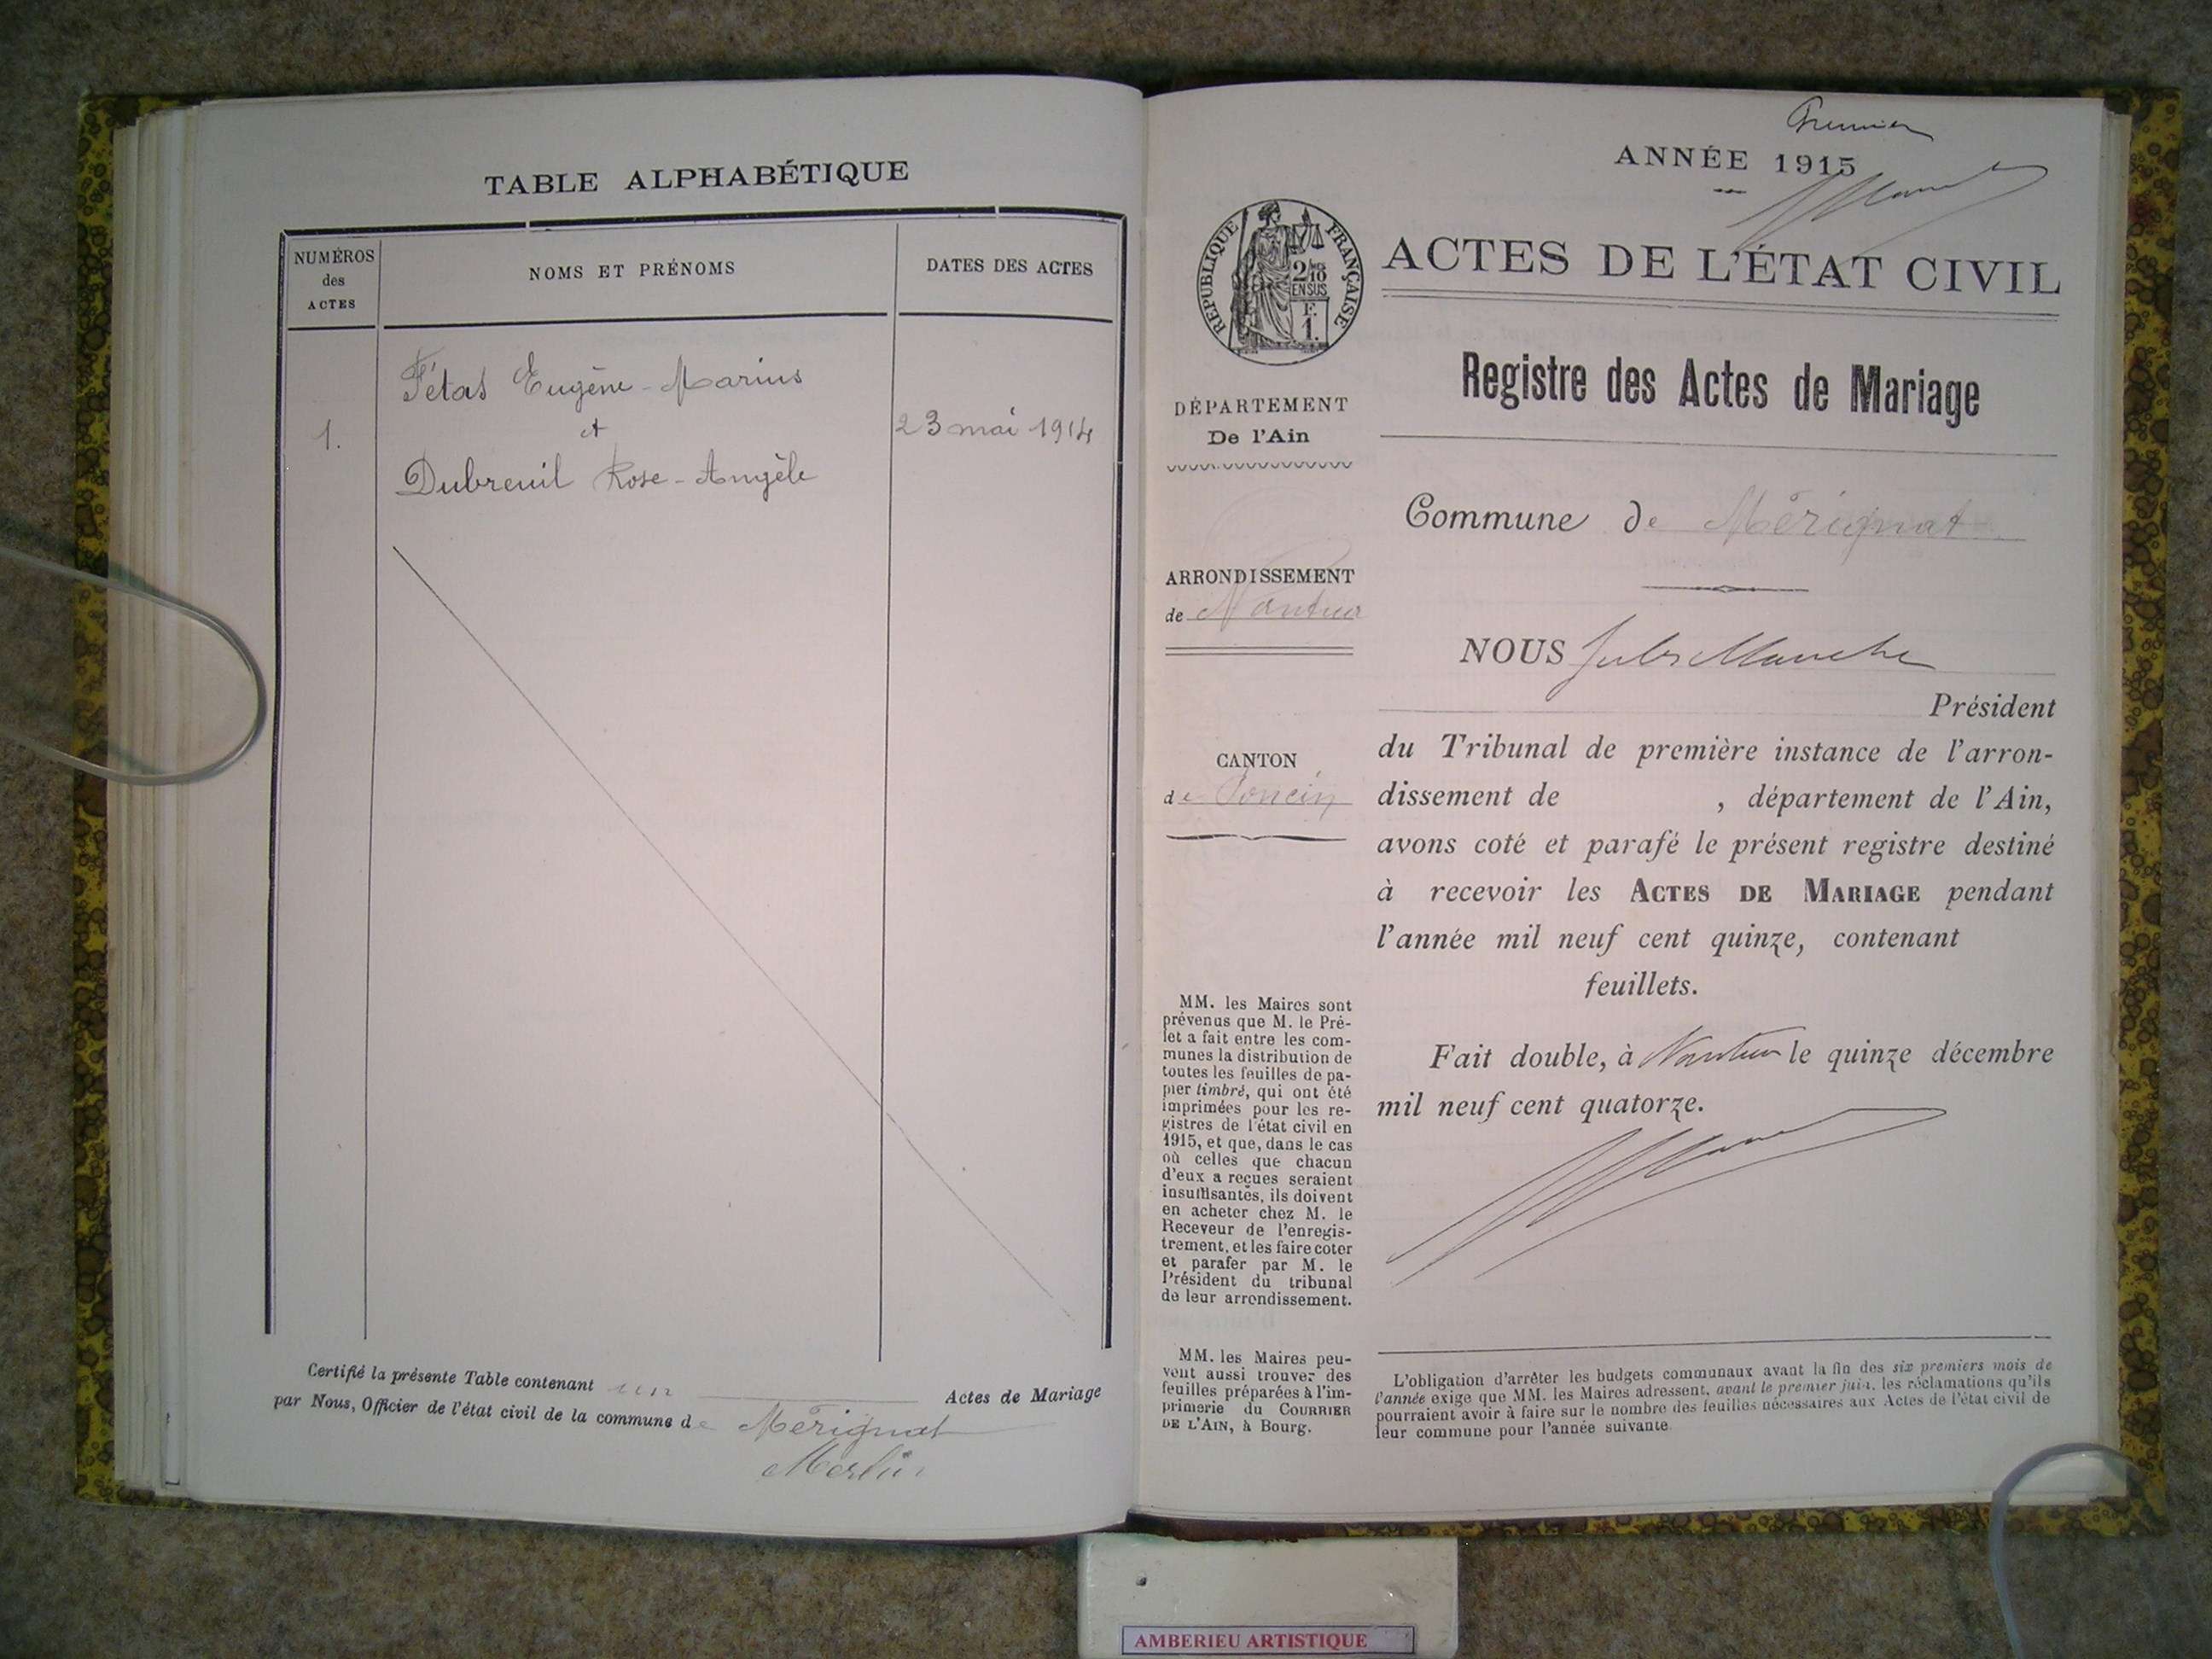 TABLE ALPHABÉTIQUE
NUMÉROS
des
ACTES
NOMS ET PRÉNOMS
DATES DES ACTES
Fétas Eugène-Marius
1.
et
23 mai 1914
Dubreuil Rose-Angèle
Certifié la présente Table contenant un Actes de Mariage
par Nous, Officier de l'état civil de la commune de Mérignat
Merlin
Premier
ANNÉE 1915
RÉPUBLIQUE FRANÇAISE
2/10
EN SUS
F.
1.
ACTES DE L'ÉTAT CIVIL
Registre des Actes de Mariage
DÉPARTEMENT
De l'Ain
Commune de Mérignat
ARRONDISSEMENT
de Nantua
NOUS Jules
Président
CANTON
de Poncin
du Tribunal de première instance de l'arron-
dissement de , département de l'Ain,
avons coté et parafé le présent registre destiné
à recevoir les ACTES DE MARIAGE pendant
l'année mil neuf cent quinze, contenant
feuillets.
Fait double, à Nantua le quinze décembre
mil neuf cent quatorze.
MM. les Maires sont
prévenus que M. le Pré-
fet a fait entre les com-
munes la distribution de
toutes les feuilles de pa-
pier timbré, qui ont été
imprimées pour les re-
gistres de l'état civil en
1915, et que, dans le cas
où celles que chacun
d'eux a reçues seraient
insuffisantes, ils doivent
en acheter chez M. le
Receveur de l'enregis-
trement, et les faire coter
et parafer par M. le
Président du tribunal
de leur arrondissement.
MM. les Maires peu-
vent aussi trouver des
feuilles préparées à l'im-
primerie du COURRIER
DE L'AIN, à Bourg.
L'obligation d'arrêter les budgets communaux avant la fin des six premiers mois de
l'année exige que MM. les Maires adressent, avant le premier juin, les réclamations qu'ils
pourraient avoir à faire sur le nombre des feuilles nécessaires aux Actes de l'état civil de
leur commune pour l'année suivante.
AMBERIEU ARTISTIQUE